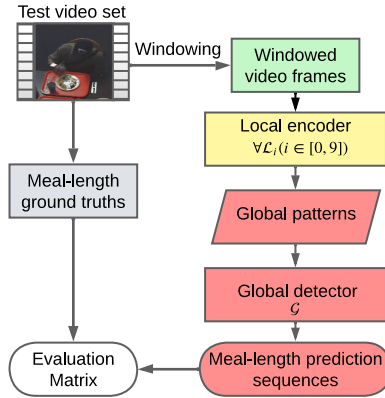 Test video set
Windowing
Windowed
video frames
Local encoder
∀ℒᵢ(i ∈ [0, 9])
Meal-length
ground truths
Global patterns
Global detector
𝒢
Evaluation
Matrix
Meal-length prediction
sequences